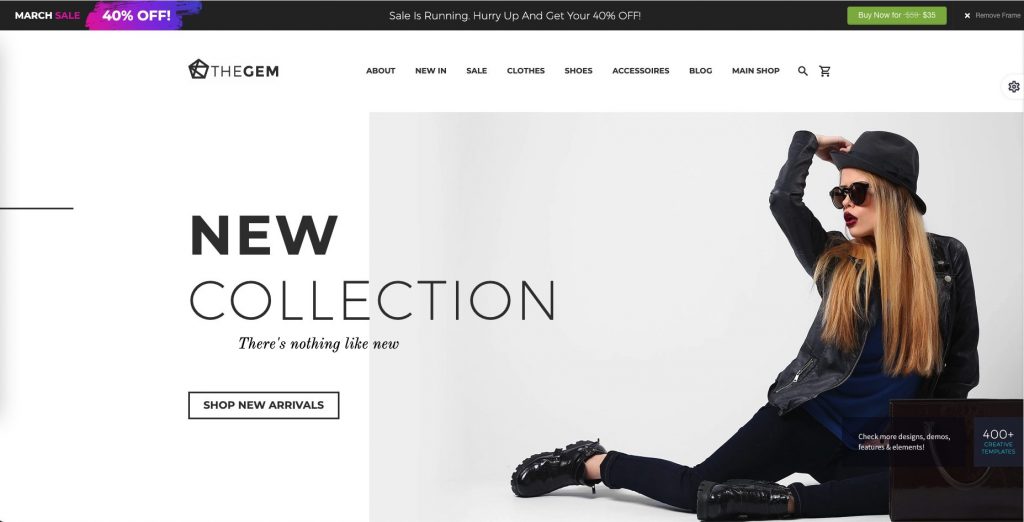 MARCH SALE 40% OFF! Sale Is Running. Hurry Up And Get Your 40% OFF! Buy Now for $59 $35 × Remove Frame
THEGEM ABOUT NEW IN SALE CLOTHES SHOES ACCESSOIRES BLOG MAIN SHOP
NEW
COLLECTION
There's nothing like new
SHOP NEW ARRIVALS
Check more designs, demos,
features & elements!
400+
CREATIVE
TEMPLATES